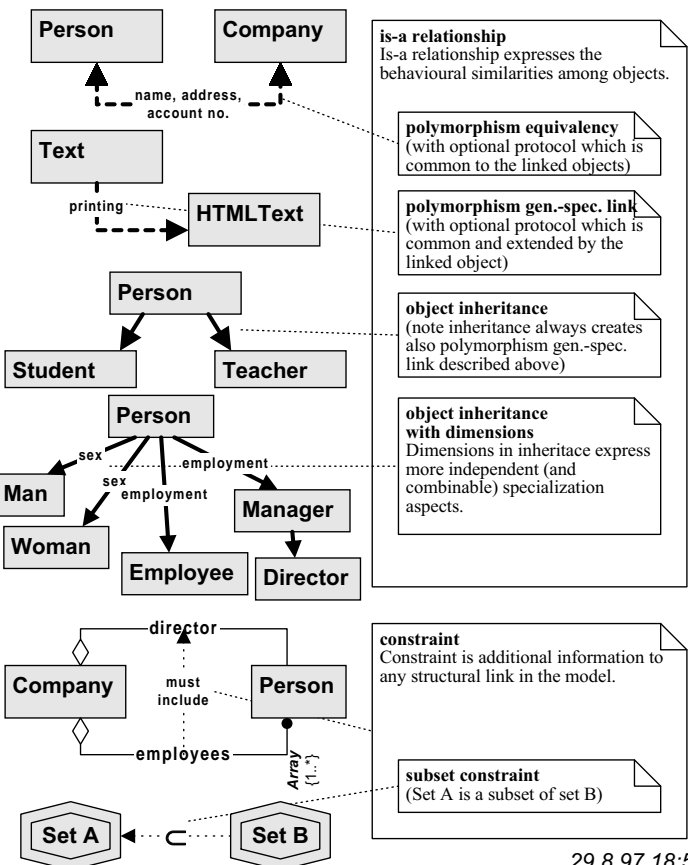 Person
Company
name, address,
account no.
Text
printing
HTMLText
Person
Student
Teacher
Person
sex
employment
sex
employment
Man
Woman
Manager
Employee
Director
is-a relationship
Is-a relationship expresses the
behavioural similarities among objects.
polymorphism equivalency
(with optional protocol which is
common to the linked objects)
polymorphism gen.-spec. link
(with optional protocol which is
common and extended by the
linked object)
object inheritance
(note inheritance always creates
also polymorphism gen.-spec.
link described above)
object inheritance
with dimensions
Dimensions in inheritace express
more independent (and
combinable) specialization
aspects.
director
Company
must
include
Person
employees
Array
{1..*}
Set A
⊂
Set B
constraint
Constraint is additional information to
any structural link in the model.
subset constraint
(Set A is a subset of set B)
29.8.97 18:5